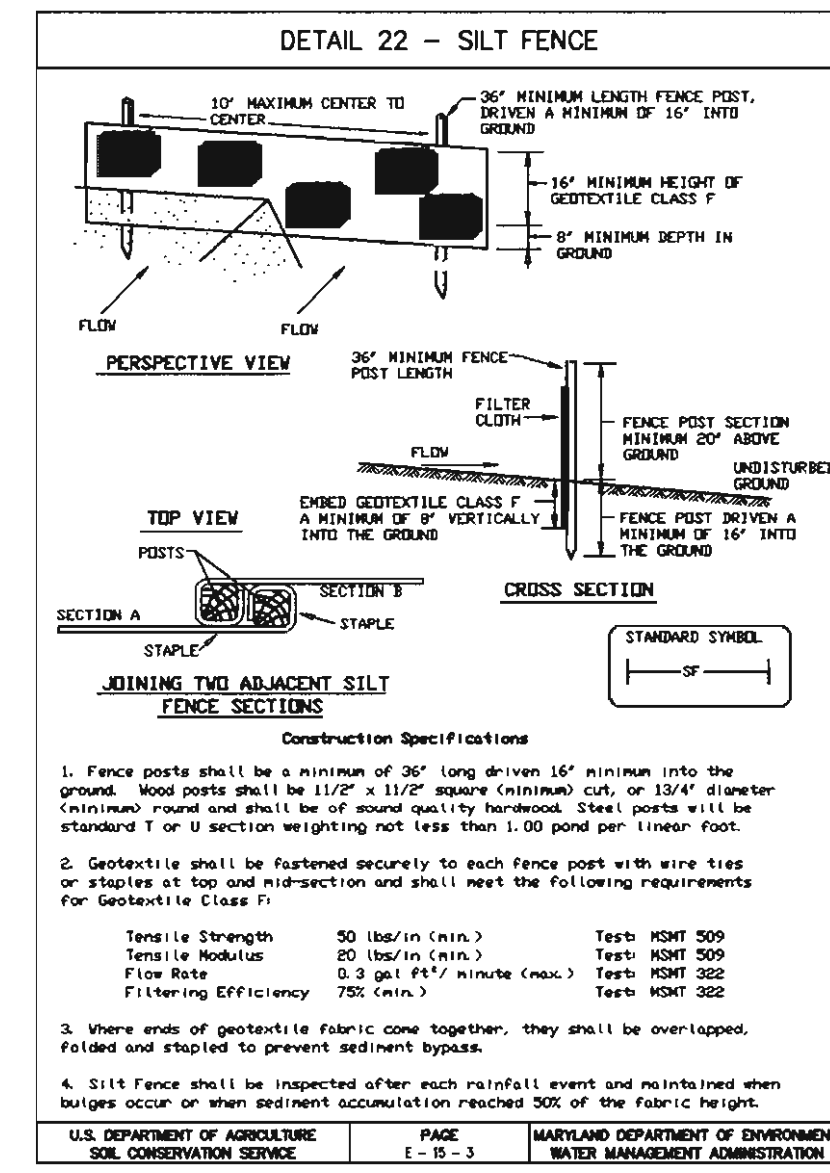 DETAIL 22 – SILT FENCE
10' MAXIMUM CENTER TO
CENTER
36" MINIMUM LENGTH FENCE POST,
DRIVEN A MINIMUM OF 16" INTO
GROUND
16" MINIMUM HEIGHT OF
GEOTEXTILE CLASS F
8" MINIMUM DEPTH IN
GROUND
FLOW
FLOW
PERSPECTIVE VIEW
36" MINIMUM FENCE
POST LENGTH
FILTER
CLOTH
FLOW
FENCE POST SECTION
MINIMUM 20" ABOVE
GROUND
UNDISTURBED
GROUND
EMBED GEOTEXTILE CLASS F
A MINIMUM OF 8" VERTICALLY
INTO THE GROUND
FENCE POST DRIVEN A
MINIMUM OF 16" INTO
THE GROUND
CROSS SECTION
TOP VIEW
POSTS
SECTION B
SECTION A
STAPLE
STAPLE
JOINING TWO ADJACENT SILT
FENCE SECTIONS
STANDARD SYMBOL
SF
Construction Specifications
1. Fence posts shall be a minimum of 36" long driven 16" minimum into the
ground. Wood posts shall be 11/2" x 11/2" square (minimum) cut, or 13/4" diameter
(minimum) round and shall be of sound quality hardwood. Steel posts will be
standard T or U section weighting not less than 1.00 pond per linear foot.
2. Geotextile shall be fastened securely to each fence post with wire ties
or staples at top and mid-section and shall meet the following requirements
for Geotextile Class F:
Tensile Strength 50 lbs/in (min.) Test: MSMT 509
Tensile Modulus 20 lbs/in (min.) Test: MSMT 509
Flow Rate 0.3 gal ft²/ minute (max.) Test: MSMT 322
Filtering Efficiency 75% (min.) Test: MSMT 322
3. Where ends of geotextile fabric come together, they shall be overlapped,
folded and stapled to prevent sediment bypass.
4. Silt Fence shall be inspected after each rainfall event and maintained when
bulges occur or when sediment accumulation reached 50% of the fabric height.
U.S. DEPARTMENT OF AGRICULTURE
SOIL CONSERVATION SERVICE
PAGE
E - 15 - 3
MARYLAND DEPARTMENT OF ENVIRONMEN
WATER MANAGEMENT ADMINISTRATION